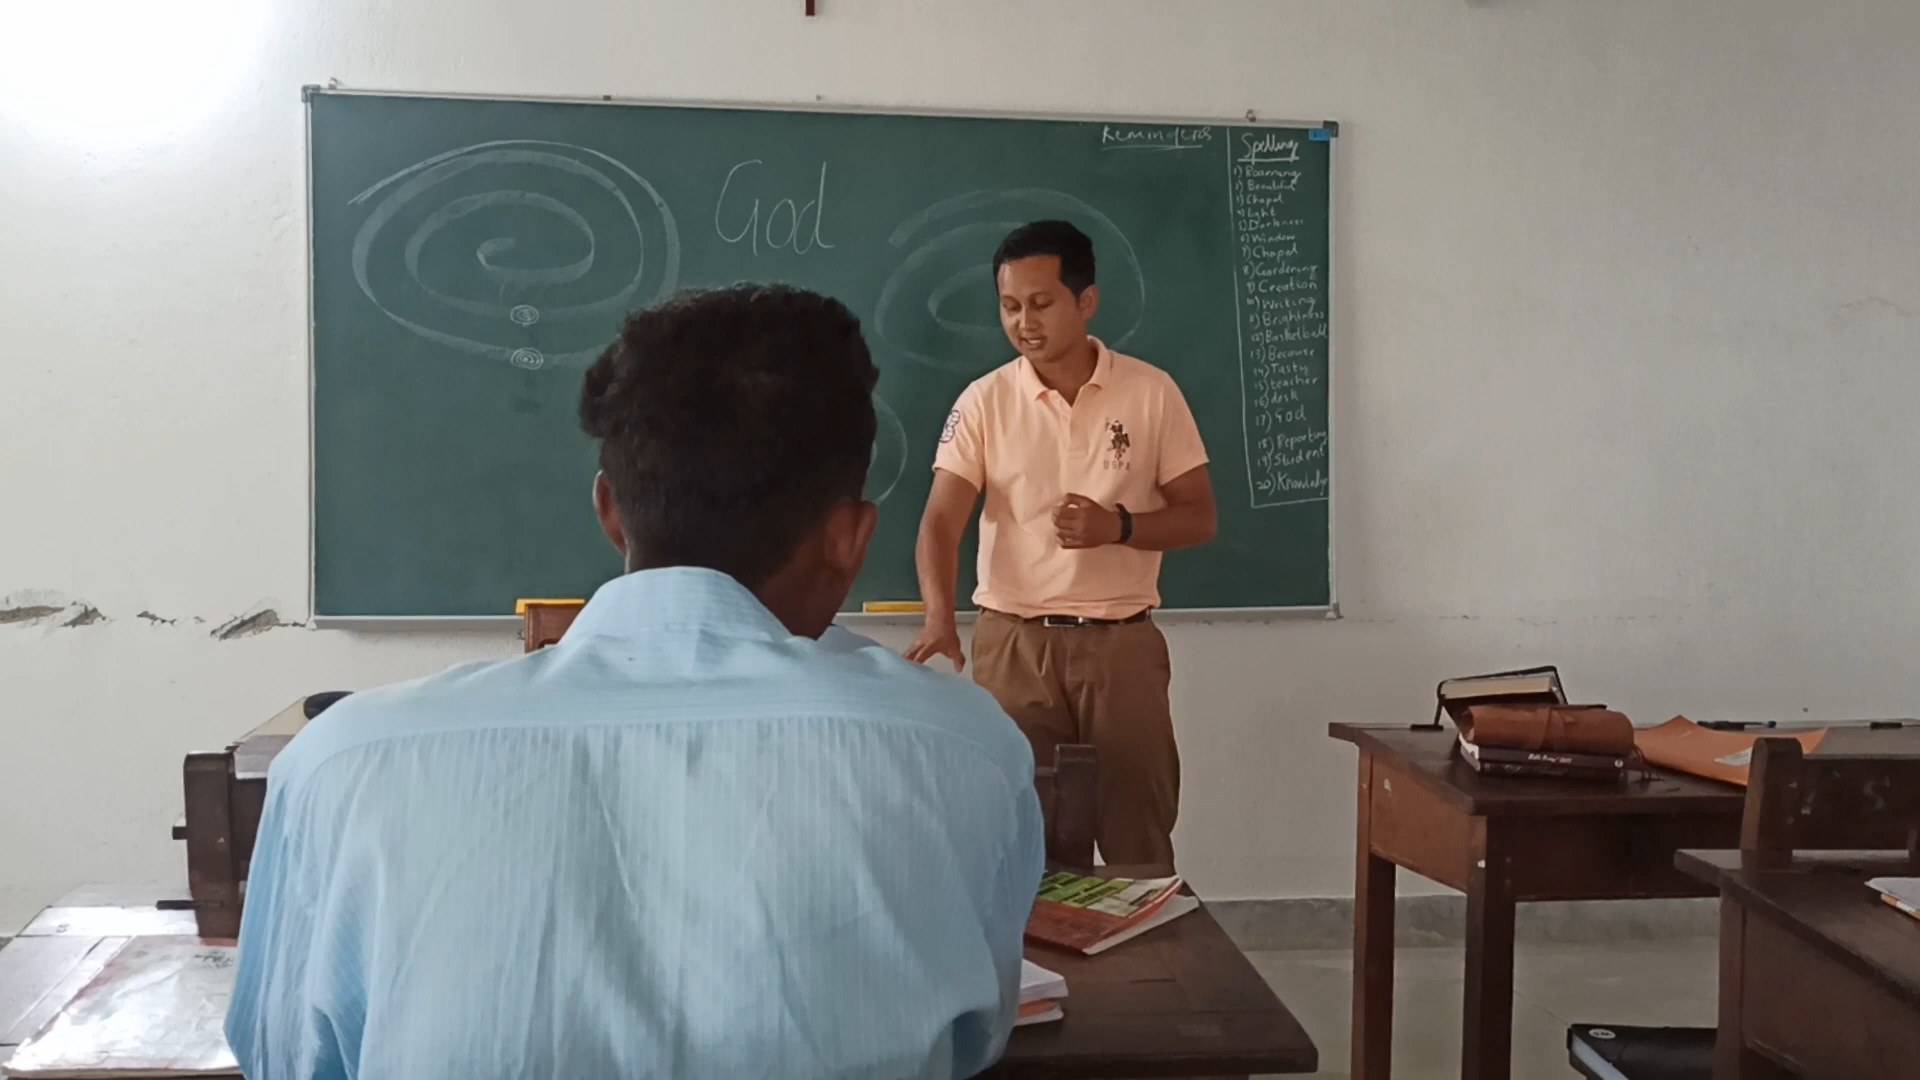 God
Reminders
Spelling
1) Roaming
2) Beautiful
3) Chapel
4) Light
5) Darkness
6) Window
7) Chapel
8) Gardening
9) Creation
10) Writing
11) Brightness
12) Basketball
13) Because
14) Tasty
15) teacher
16) desk
17) God
18) Reporting
19) Student
20) Knowledge
USPA